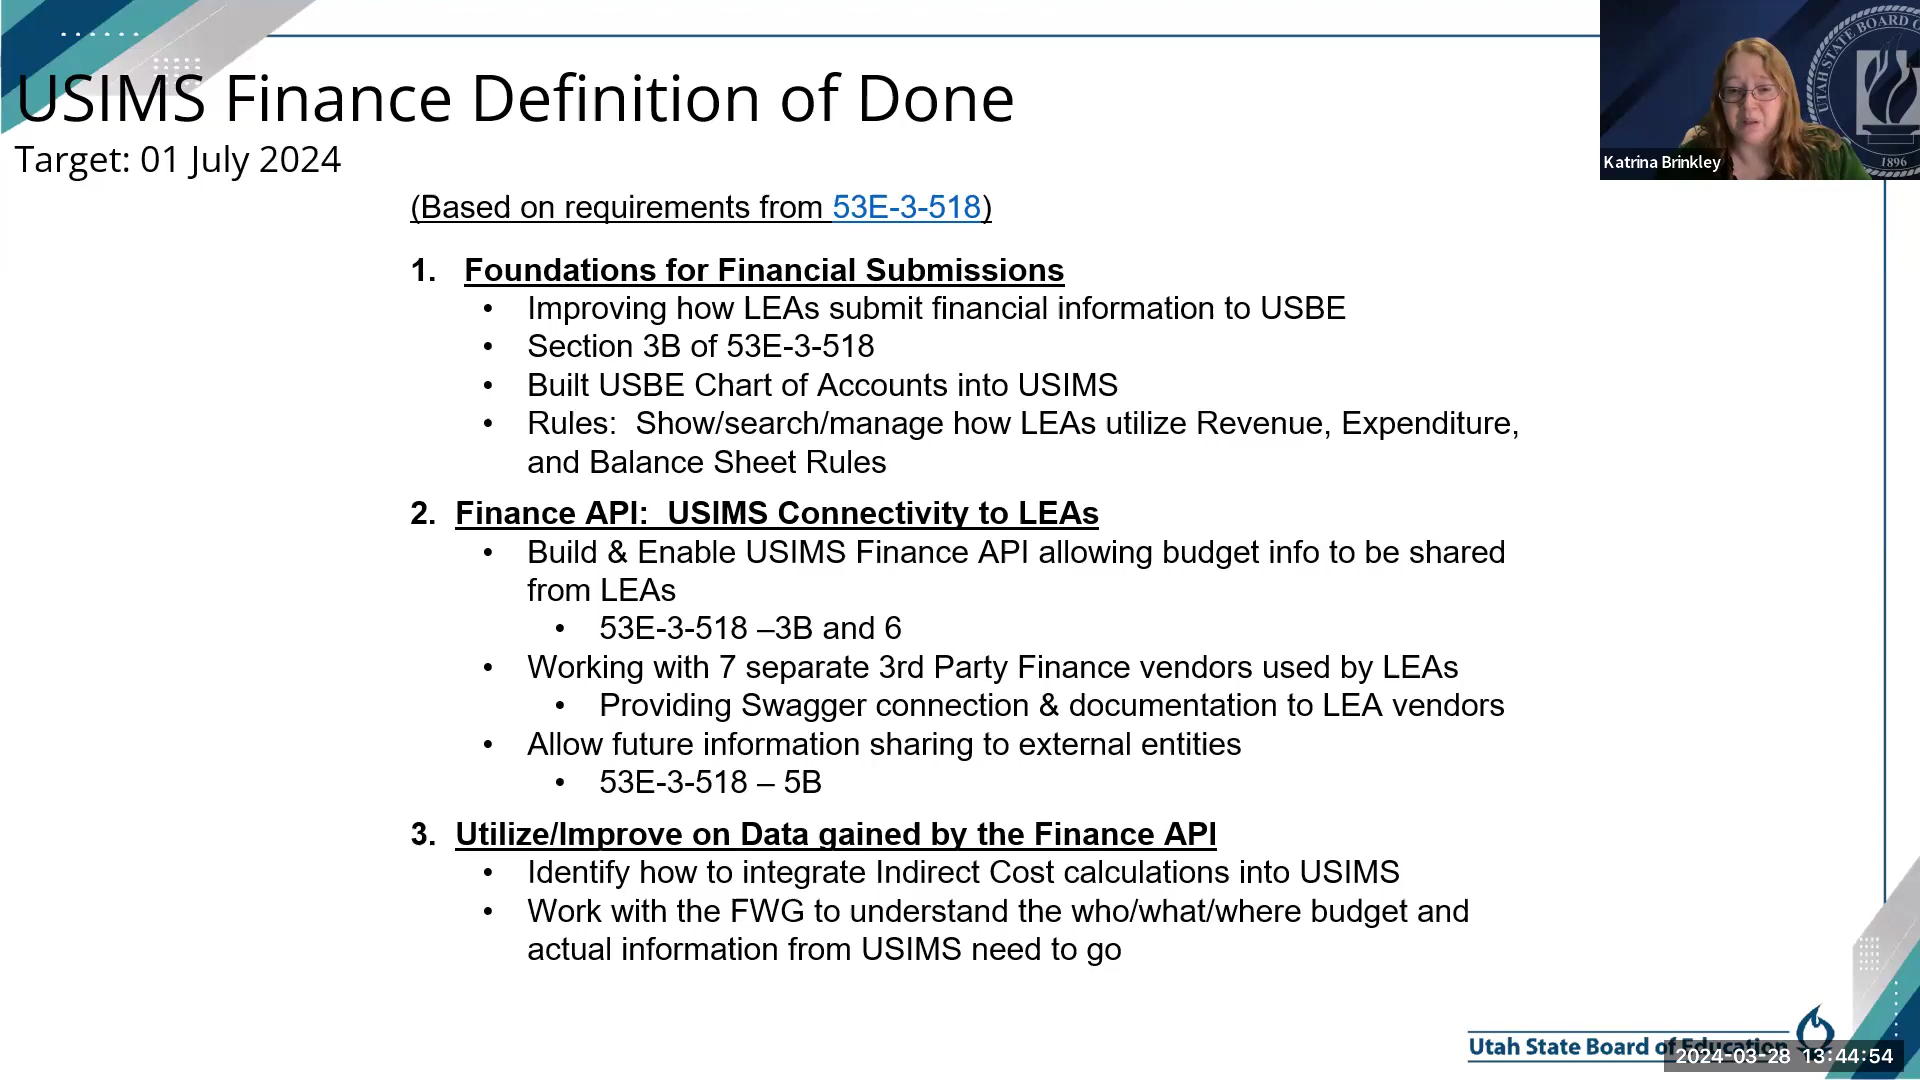 USIMS Finance Definition of Done
Target: 01 July 2024
(Based on requirements from 53E-3-518)
1. Foundations for Financial Submissions
• Improving how LEAs submit financial information to USBE
• Section 3B of 53E-3-518
• Built USBE Chart of Accounts into USIMS
• Rules: Show/search/manage how LEAs utilize Revenue, Expenditure,
and Balance Sheet Rules
2. Finance API: USIMS Connectivity to LEAs
• Build & Enable USIMS Finance API allowing budget info to be shared
from LEAs
• 53E-3-518 –3B and 6
• Working with 7 separate 3rd Party Finance vendors used by LEAs
• Providing Swagger connection & documentation to LEA vendors
• Allow future information sharing to external entities
• 53E-3-518 – 5B
3. Utilize/Improve on Data gained by the Finance API
• Identify how to integrate Indirect Cost calculations into USIMS
• Work with the FWG to understand the who/what/where budget and
actual information from USIMS need to go
UTAH STATE BOARD
1896
Katrina Brinkley
Utah State Board of Education
2024-03-28 13:44:54